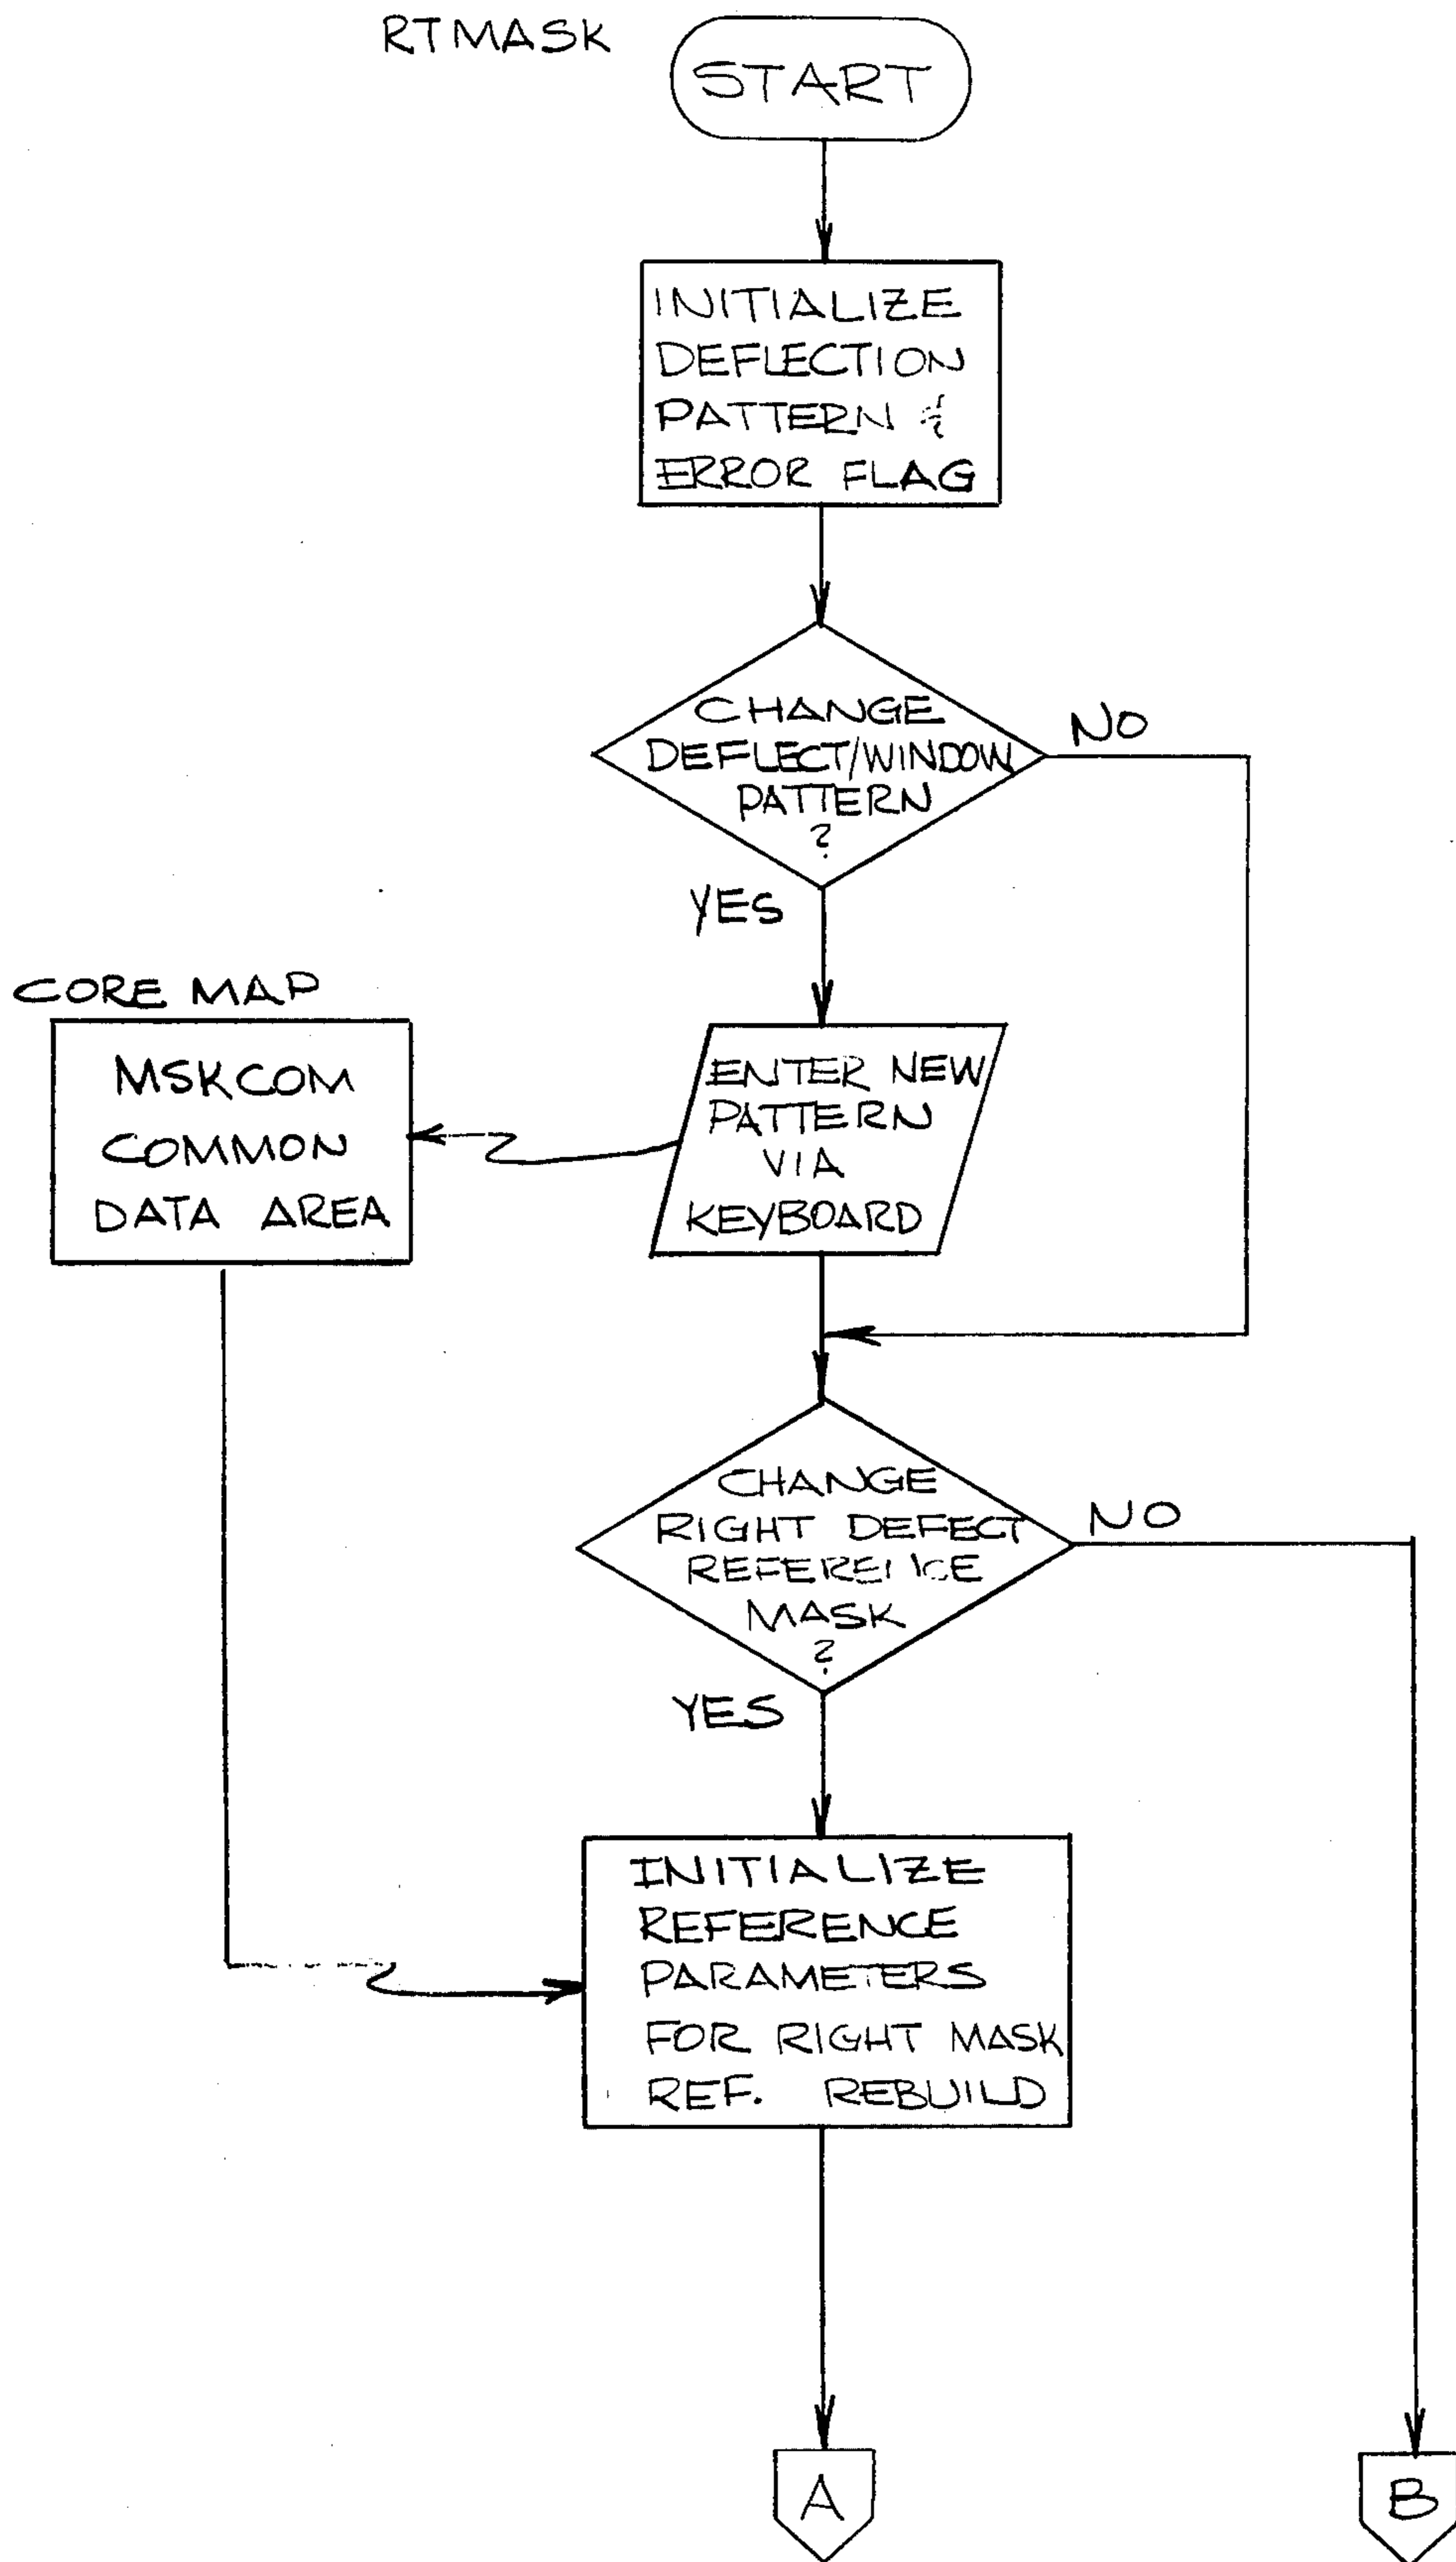 RTMASK
START
INITIALIZE
DEFLECTION
PATTERN &
ERROR FLAG
CHANGE
DEFLECT/WINDOW
PATTERN
?
NO
YES
CORE MAP
MSKCOM
COMMON
DATA AREA
ENTER NEW
PATTERN
VIA
KEYBOARD
CHANGE
RIGHT DEFECT
REFERENCE
MASK
?
NO
YES
INITIALIZE
REFERENCE
PARAMETERS
FOR RIGHT MASK
REF. REBUILD
A
B